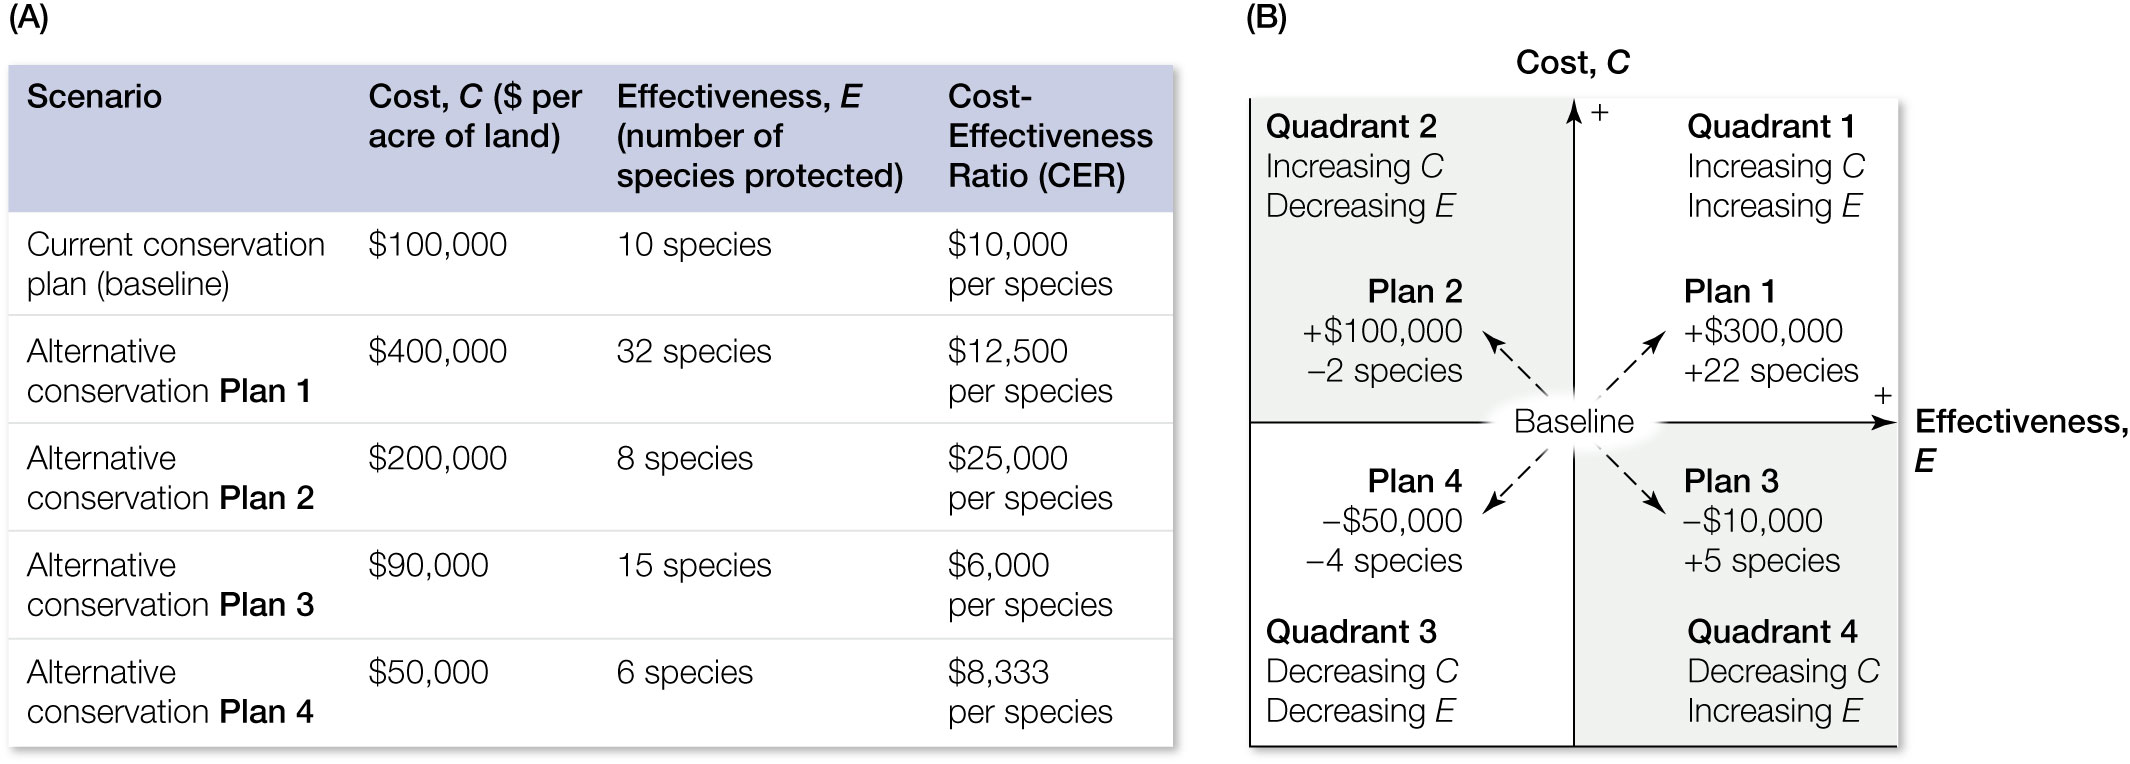 (A)
Scenario
Cost, C ($ per
acre of land)
Effectiveness, E
(number of
species protected)
Cost-
Effectiveness
Ratio (CER)
Current conservation
plan (baseline)
$100,000
10 species
$10,000
per species
Alternative
conservation Plan 1
$400,000
32 species
$12,500
per species
Alternative
conservation Plan 2
$200,000
8 species
$25,000
per species
Alternative
conservation Plan 3
$90,000
15 species
$6,000
per species
Alternative
conservation Plan 4
$50,000
6 species
$8,333
per species
(B)
Cost, C
+
Quadrant 2
Increasing C
Decreasing E
Quadrant 1
Increasing C
Increasing E
Plan 2
+$100,000
−2 species
Plan 1
+$300,000
+22 species
+
Baseline
Effectiveness,
E
Plan 4
−$50,000
−4 species
Plan 3
−$10,000
+5 species
Quadrant 3
Decreasing C
Decreasing E
Quadrant 4
Decreasing C
Increasing E